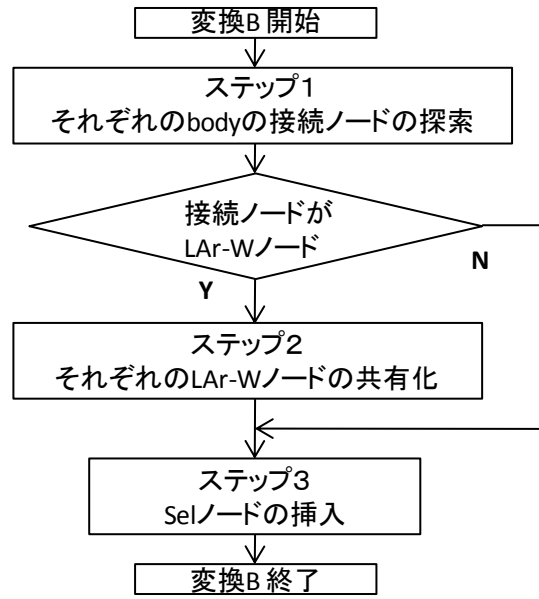 変換B 開始
ステップ1
それぞれのbodyの接続ノードの探索
接続ノードが
LAr-Wノード
N
Y
ステップ2
それぞれのLAr-Wノードの共有化
ステップ3
Selノードの挿入
変換B 終了